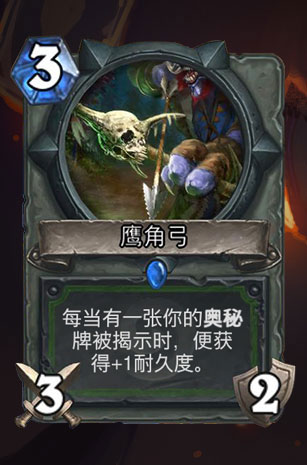 3
鹰角弓
每当有一张你的奥秘
牌被揭示时，便获
得+1耐久度。
3
2